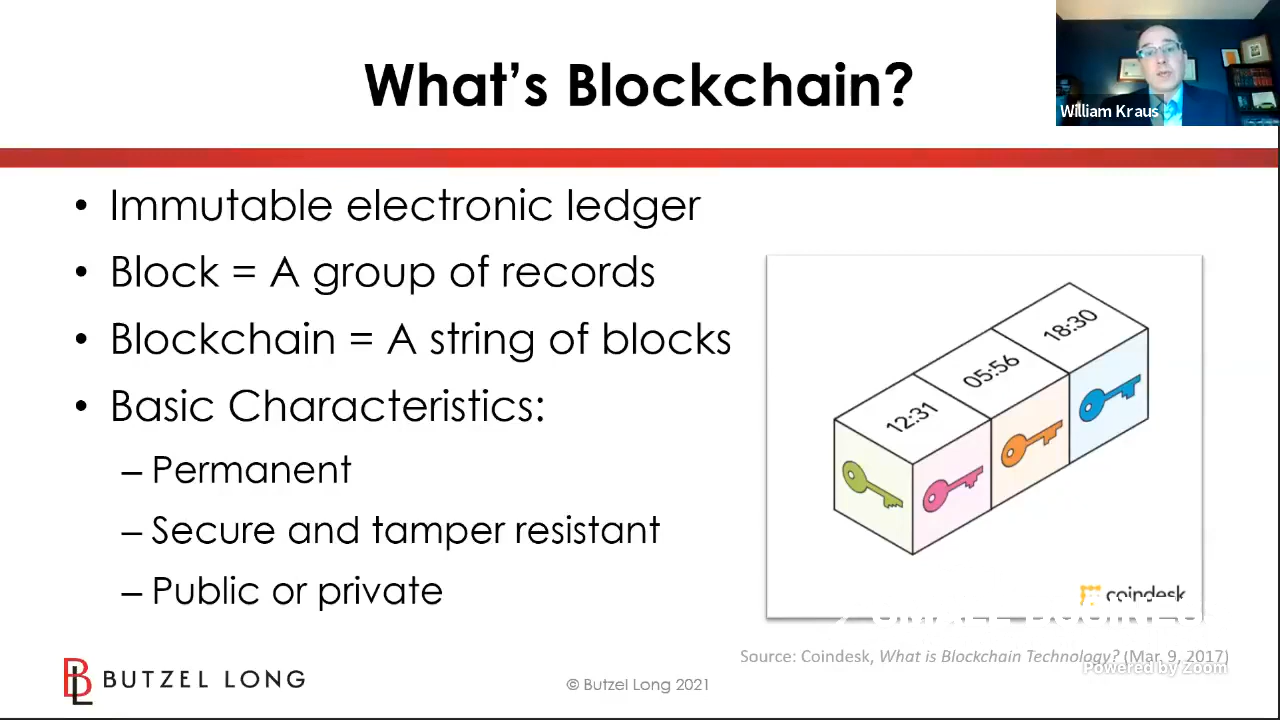 What's Blockchain?
William Kraus
• Immutable electronic ledger
• Block = A group of records
• Blockchain = A string of blocks
• Basic Characteristics:
– Permanent
– Secure and tamper resistant
– Public or private
12:31
05:56
18:30
coindesk
Source: Coindesk, What is Blockchain Technology? (Mar. 9, 2017)
Powered by Zoom
BL BUTZEL LONG
© Butzel Long 2021